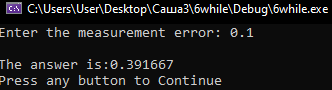 C:\Users\User\Desktop\Саша3\6while\Debug\6while.exe
Enter the measurement error: 0.1
The answer is:0.391667
Press any button to Continue